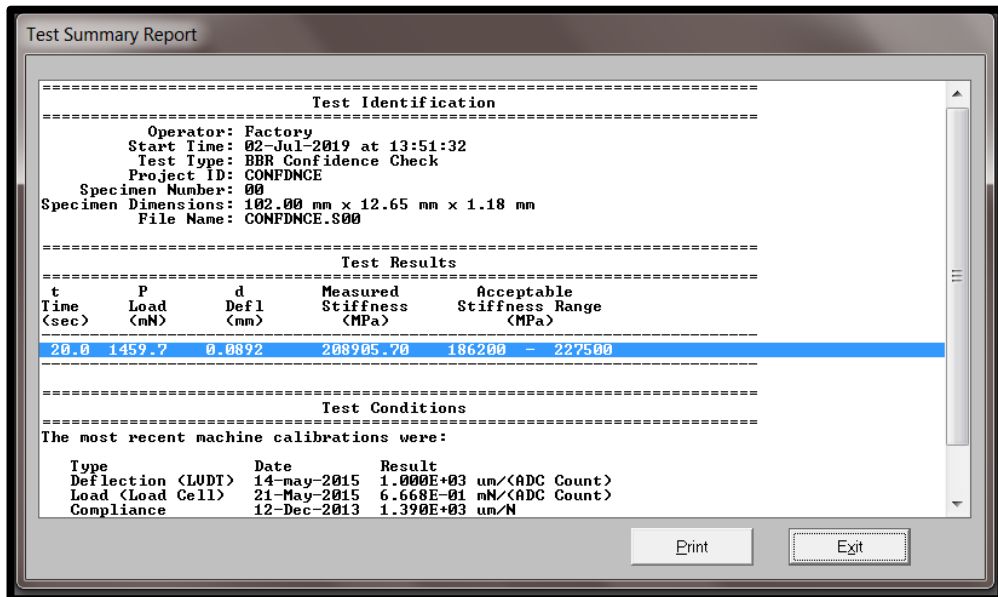 Test Summary Report
===========================================================================
Test Identification
===========================================================================
Operator: Factory
Start Time: 02-Jul-2019 at 13:51:32
Test Type: BBR Confidence Check
Project ID: CONFDNCE
Specimen Number: 00
Specimen Dimensions: 102.00 mm x 12.65 mm x 1.18 mm
File Name: CONFDNCE.S00
===========================================================================
Test Results
===========================================================================
t P d Measured Acceptable
Time Load Defl Stiffness Stiffness Range
(sec) (mN) (mm) (MPa) (MPa)
---------------------------------------------------------------------------
20.0 1459.7 0.0892 208905.70 186200 - 227500
---------------------------------------------------------------------------
===========================================================================
Test Conditions
===========================================================================
The most recent machine calibrations were:
Type Date Result
Deflection (LVDT) 14-may-2015 1.000E+03 um/(ADC Count)
Load (Load Cell) 21-May-2015 6.668E-01 mN/(ADC Count)
Compliance 12-Dec-2013 1.390E+03 um/N
Print Exit